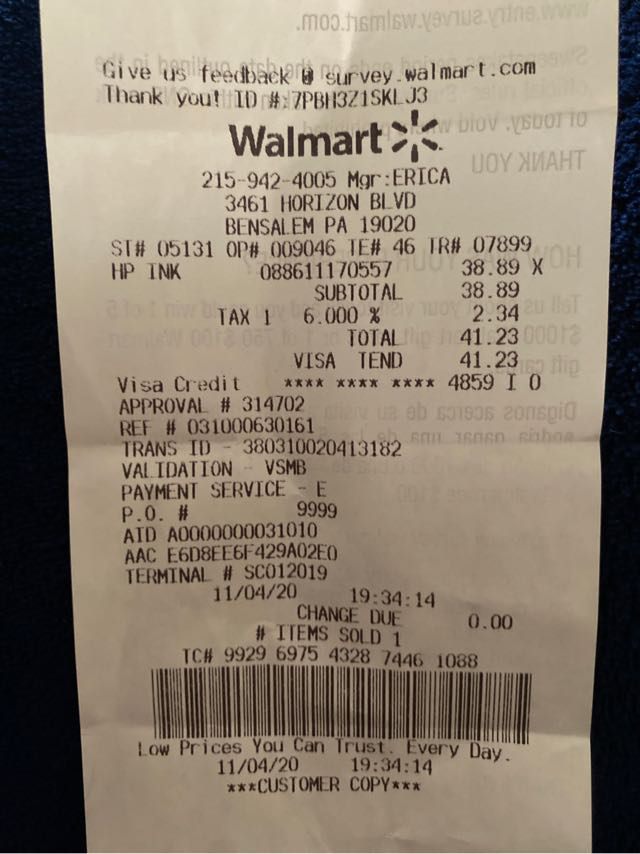 Give us feedback @ survey.walmart.com
Thank you! ID #:7PBH3Z1SKLJ3
Walmart
215-942-4005 Mgr:ERICA
3461 HORIZON BLVD
BENSALEM PA 19020
ST# 05131 OP# 009046 TE# 46 TR# 07899
HP INK 088611170557 38.89 X
SUBTOTAL 38.89
TAX 1 6.000 % 2.34
TOTAL 41.23
VISA TEND 41.23
Visa Credit **** **** **** 4859 I 0
APPROVAL # 314702
REF # 031000630161
TRANS ID - 380310020413182
VALIDATION - VSMB
PAYMENT SERVICE - E
P.O. # 9999
AID A0000000031010
AAC E6D8EE6F429A02E0
TERMINAL # SC012019
11/04/20 19:34:14
CHANGE DUE 0.00
# ITEMS SOLD 1
TC# 9929 6975 4328 7446 1088
Low Prices You Can Trust. Every Day.
11/04/20 19:34:14
***CUSTOMER COPY***